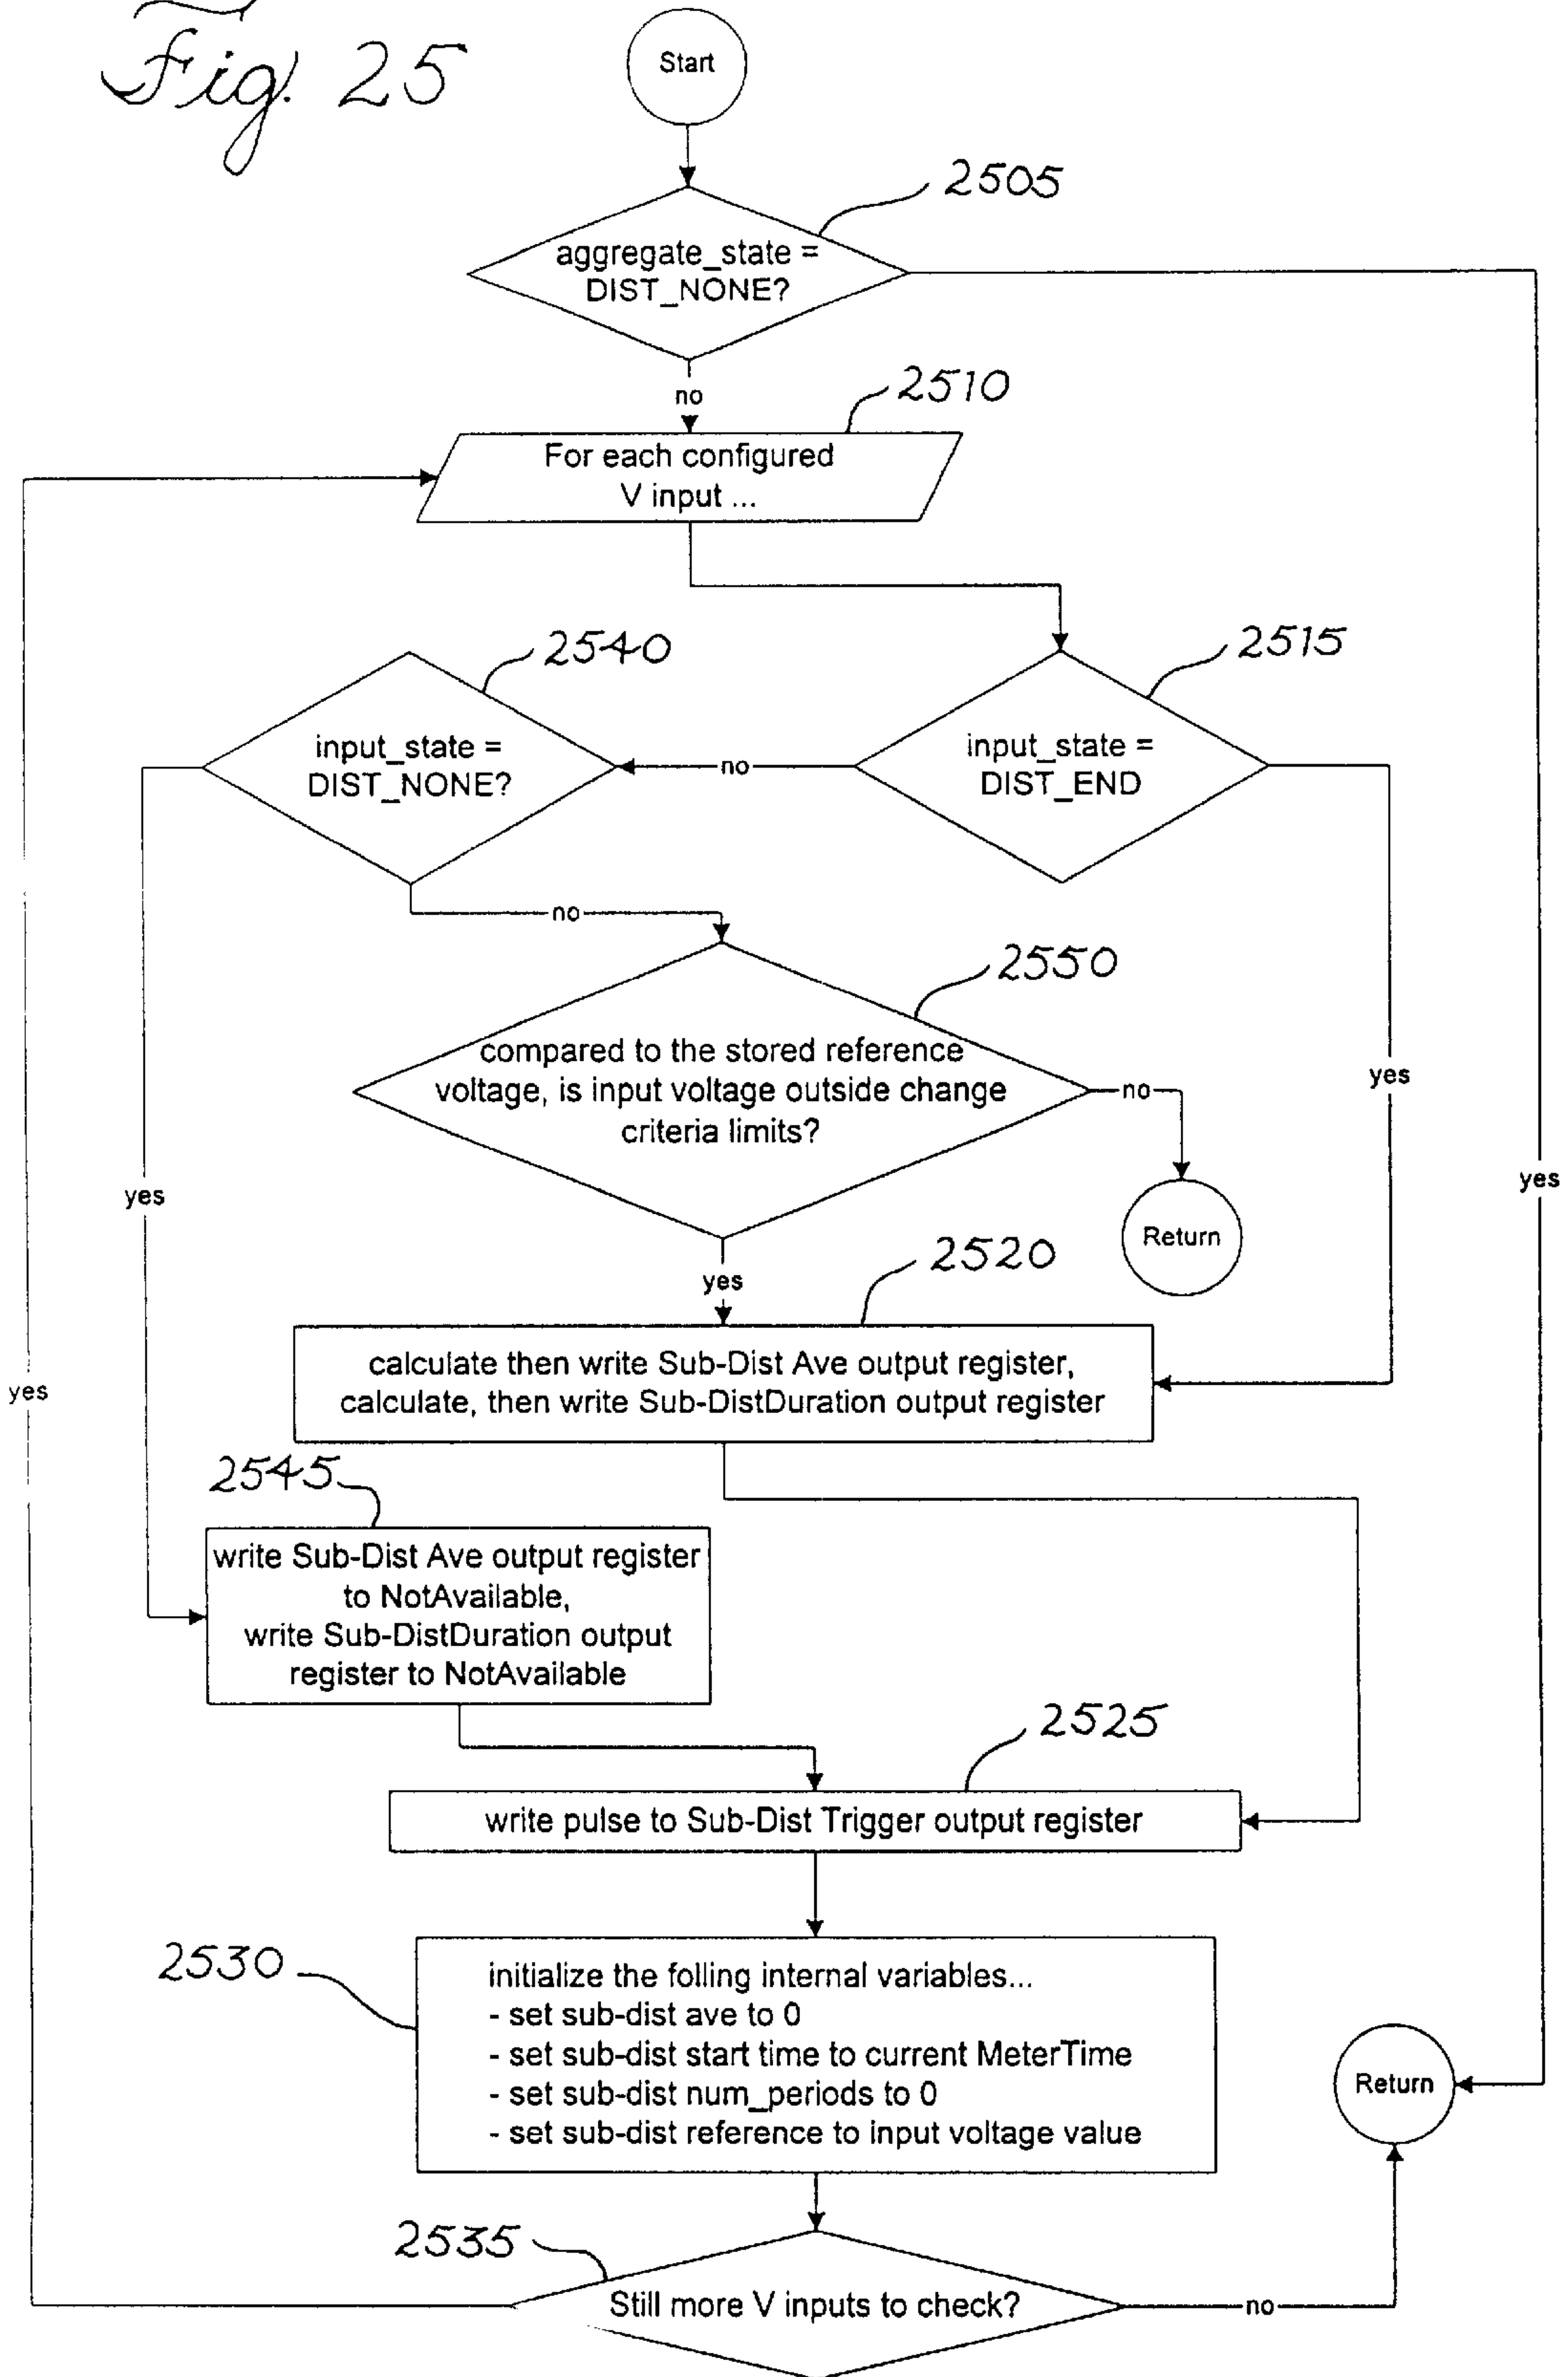 Fig. 25
Start
2505
aggregate_state =
DIST_NONE?
no
2510
For each configured
V input ...
2540
2515
input_state =
DIST_NONE?
no
input_state =
DIST_END
no
2550
compared to the stored reference
voltage, is input voltage outside change
criteria limits?
no
yes
yes
yes
Return
2520
yes
calculate then write Sub-Dist Ave output register,
calculate, then write Sub-DistDuration output register
yes
2545
write Sub-Dist Ave output register
to NotAvailable,
write Sub-DistDuration output
register to NotAvailable
2525
write pulse to Sub-Dist Trigger output register
2530
initialize the folling internal variables...
- set sub-dist ave to 0
- set sub-dist start time to current MeterTime
- set sub-dist num_periods to 0
- set sub-dist reference to input voltage value
Return
2535
Still more V inputs to check?
no